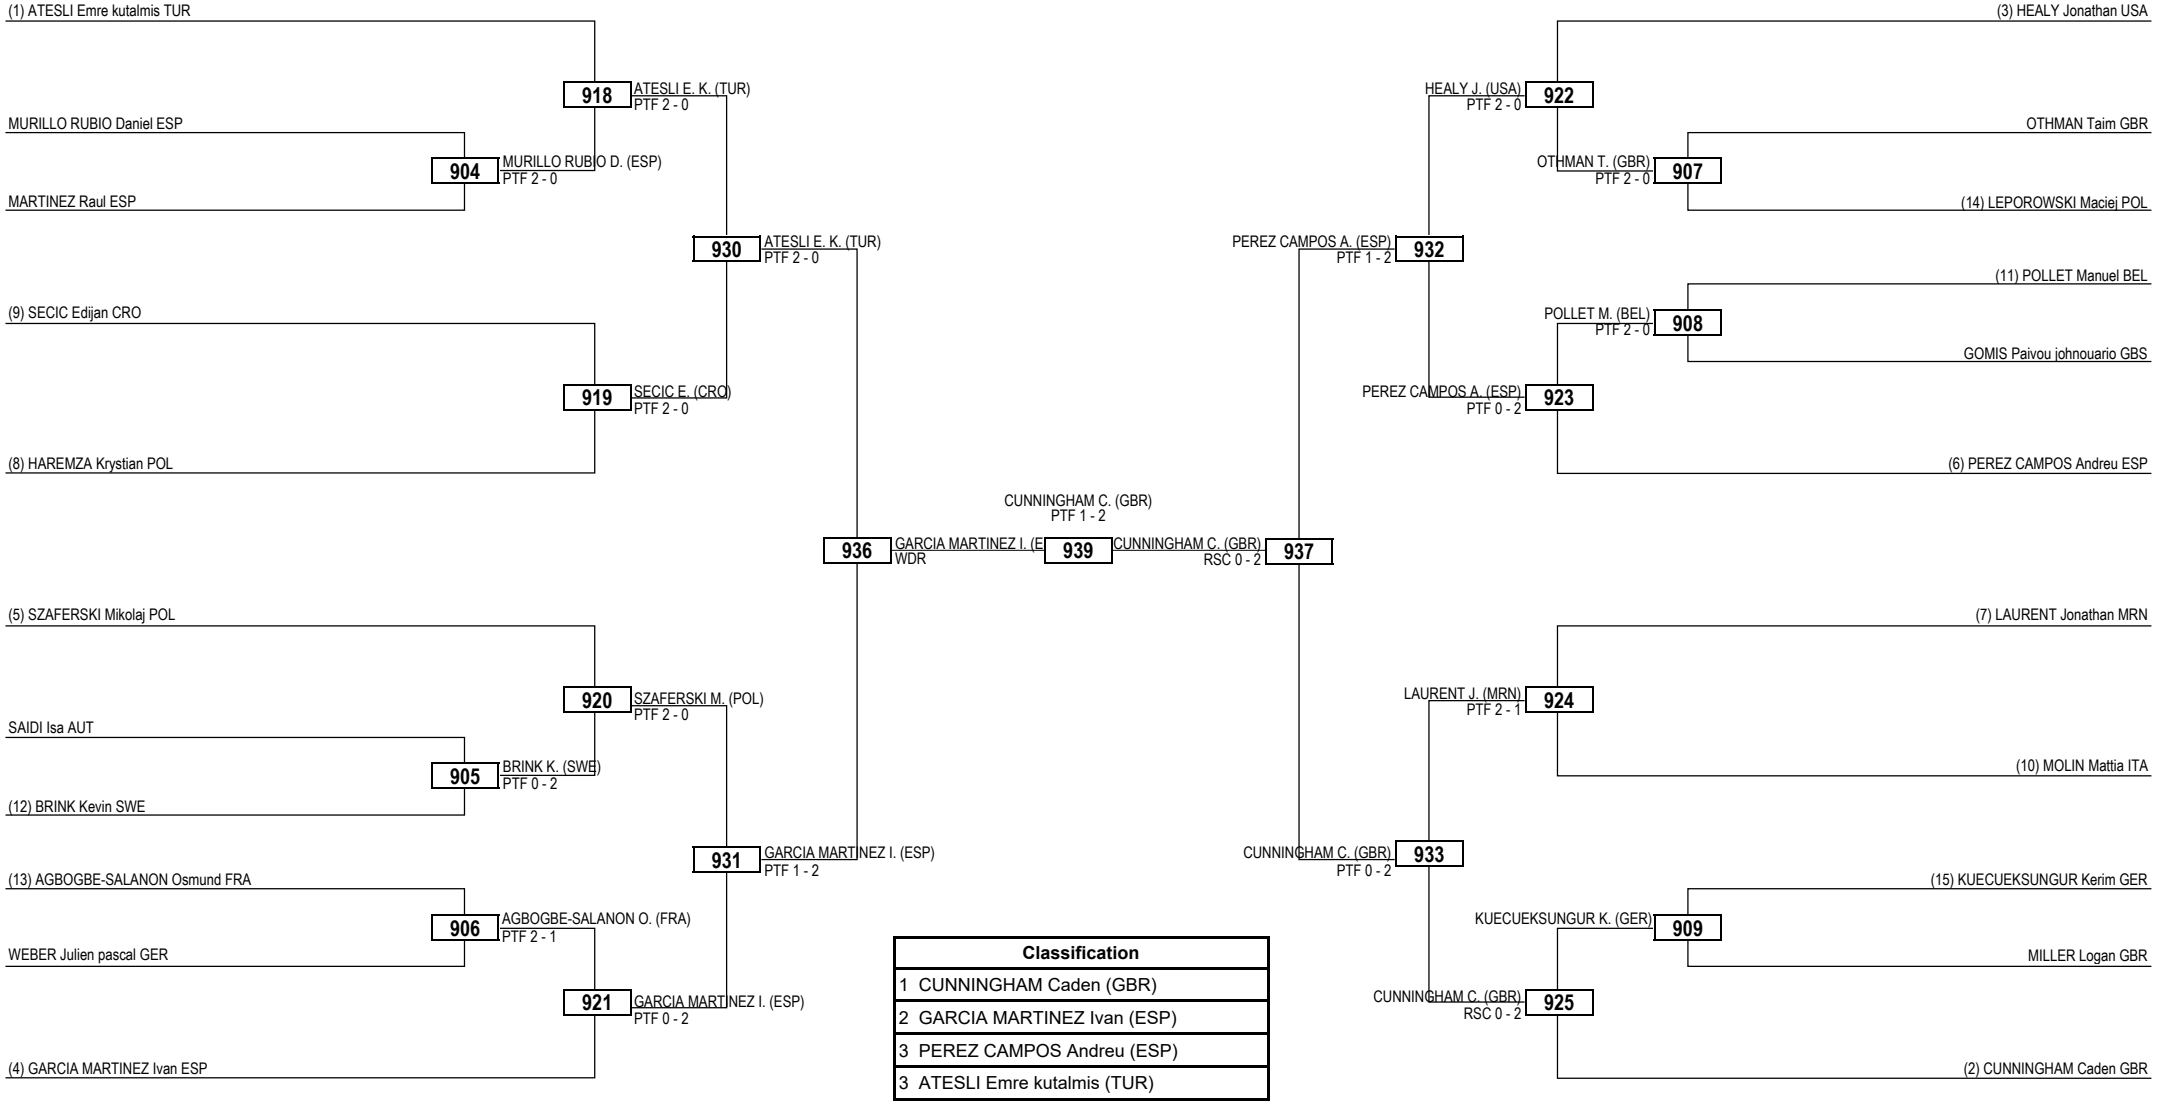 (1) ATESLI Emre kutalmis TUR
(3) HEALY Jonathan USA
918
ATESLI E. K. (TUR)
PTF 2 - 0
HEALY J. (USA)
PTF 2 - 0
922
MURILLO RUBIO Daniel ESP
OTHMAN Taim GBR
904
MURILLO RUBIO D. (ESP)
PTF 2 - 0
OTHMAN T. (GBR)
PTF 2 - 0
907
MARTINEZ Raul ESP
(14) LEPOROWSKI Maciej POL
930
ATESLI E. K. (TUR)
PTF 2 - 0
PEREZ CAMPOS A. (ESP)
PTF 1 - 2
932
(11) POLLET Manuel BEL
(9) SECIC Edijan CRO
POLLET M. (BEL)
PTF 2 - 0
908
GOMIS Paivou johnouario GBS
919
SECIC E. (CRO)
PTF 2 - 0
PEREZ CAMPOS A. (ESP)
PTF 0 - 2
923
(8) HAREMZA Krystian POL
(6) PEREZ CAMPOS Andreu ESP
CUNNINGHAM C. (GBR)
PTF 1 - 2
936
GARCIA MARTINEZ I. (E
WDR
939
CUNNINGHAM C. (GBR)
RSC 0 - 2
937
(5) SZAFERSKI Mikolaj POL
(7) LAURENT Jonathan MRN
920
SZAFERSKI M. (POL)
PTF 2 - 0
LAURENT J. (MRN)
PTF 2 - 1
924
SAIDI Isa AUT
905
BRINK K. (SWE)
PTF 0 - 2
(10) MOLIN Mattia ITA
(12) BRINK Kevin SWE
931
GARCIA MARTINEZ I. (ESP)
PTF 1 - 2
CUNNINGHAM C. (GBR)
PTF 0 - 2
933
(13) AGBOGBE-SALANON Osmund FRA
(15) KUECUEKSUNGUR Kerim GER
906
AGBOGBE-SALANON O. (FRA)
PTF 2 - 1
KUECUEKSUNGUR K. (GER)
909
WEBER Julien pascal GER
MILLER Logan GBR
921
GARCIA MARTINEZ I. (ESP)
PTF 0 - 2
CUNNINGHAM C. (GBR)
RSC 0 - 2
925
(4) GARCIA MARTINEZ Ivan ESP
(2) CUNNINGHAM Caden GBR
Classification
1 CUNNINGHAM Caden (GBR)
2 GARCIA MARTINEZ Ivan (ESP)
3 PEREZ CAMPOS Andreu (ESP)
3 ATESLI Emre kutalmis (TUR)